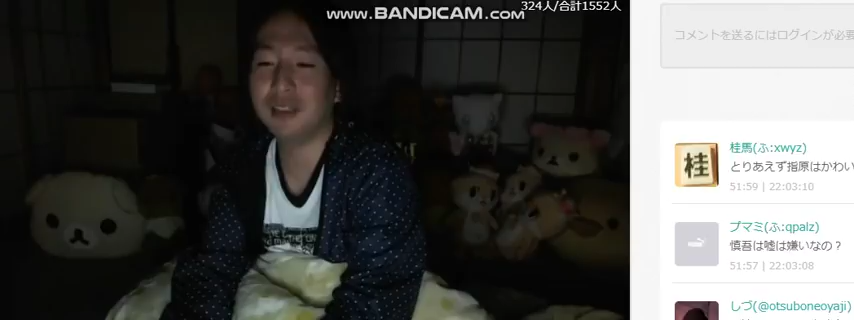 www.BANDICAM.com
324人/合計1552人
コメントを送るにはログインが必要
桂
桂馬(ふ:xwyz)
とりあえず指原はかわい
51:59 | 22:03:10
プマミ(ふ:qpalz)
慎吾は嘘は嫌いなの？
51:57 | 22:03:08
しづ(@otsuboneoyaji)